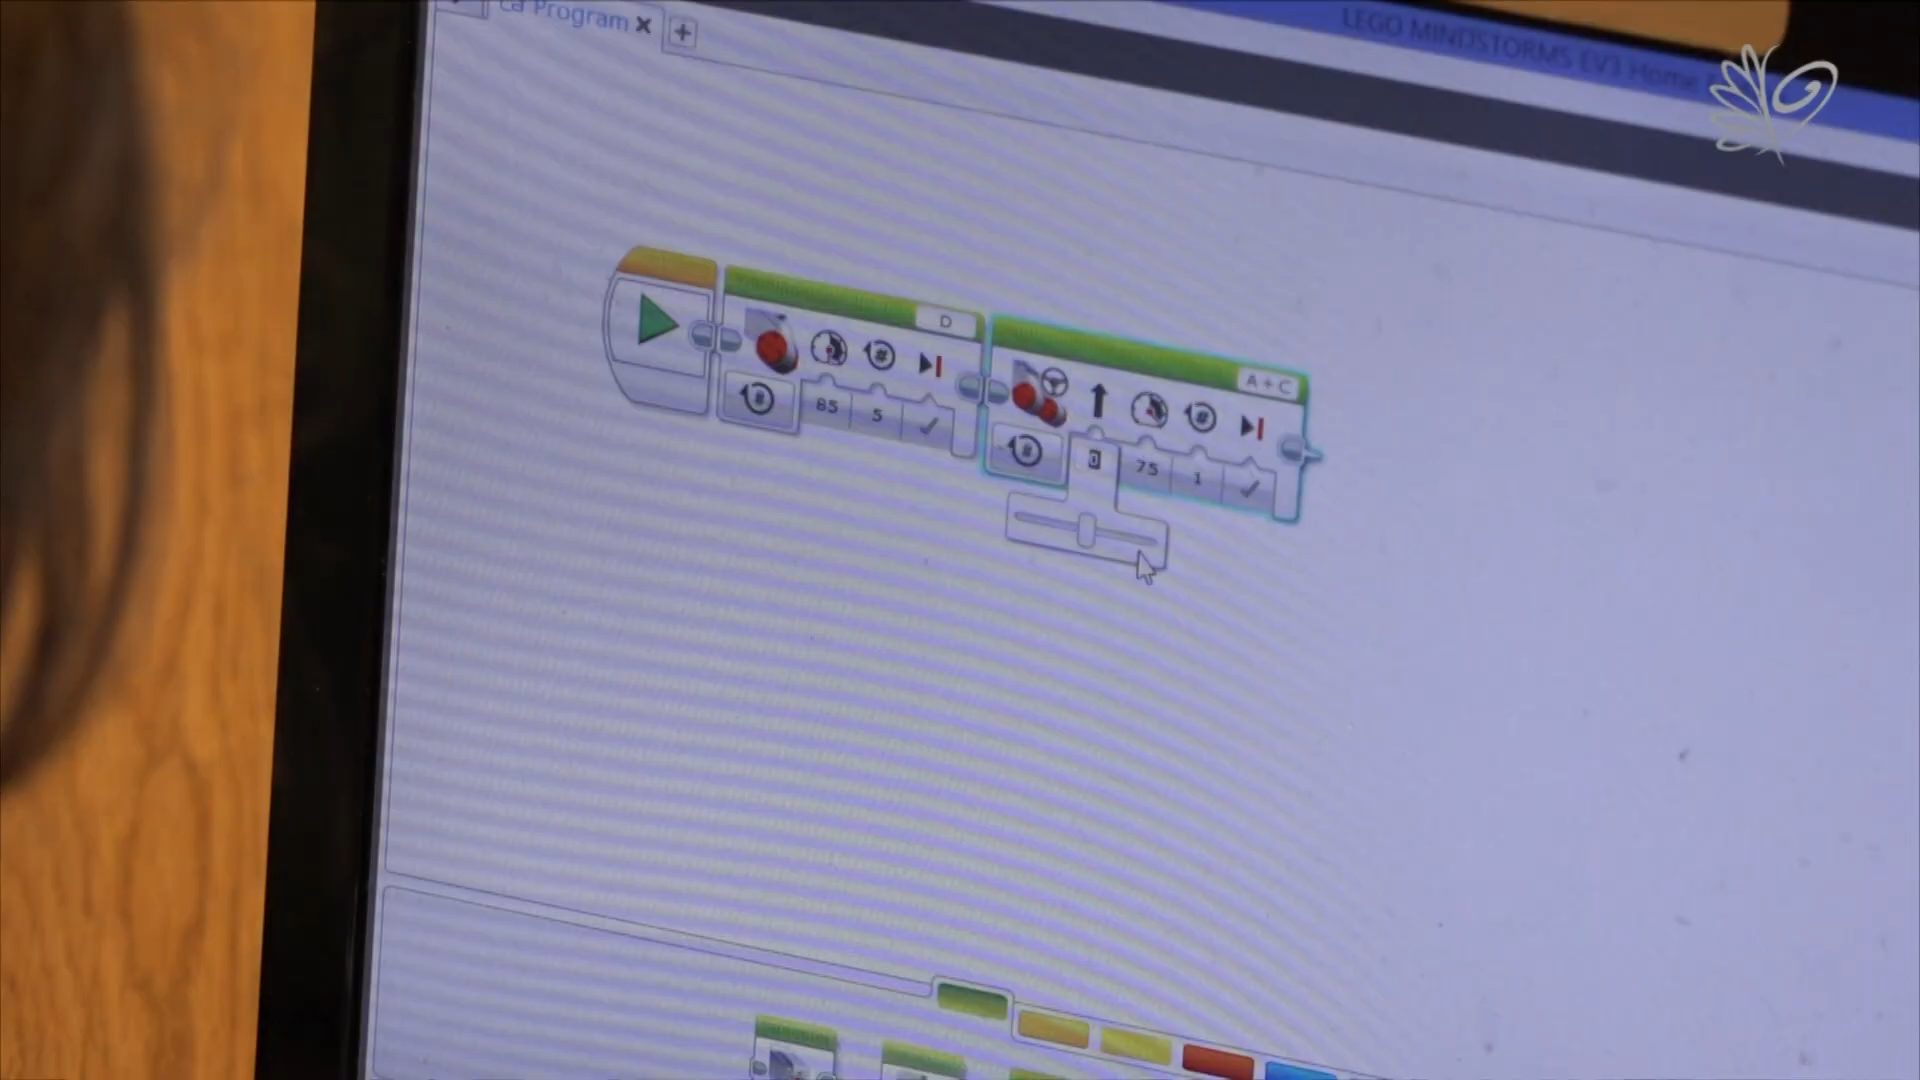 Program
LEGO MINDSTORMS EV3 Home
D
85 5
A + C
0 75 1